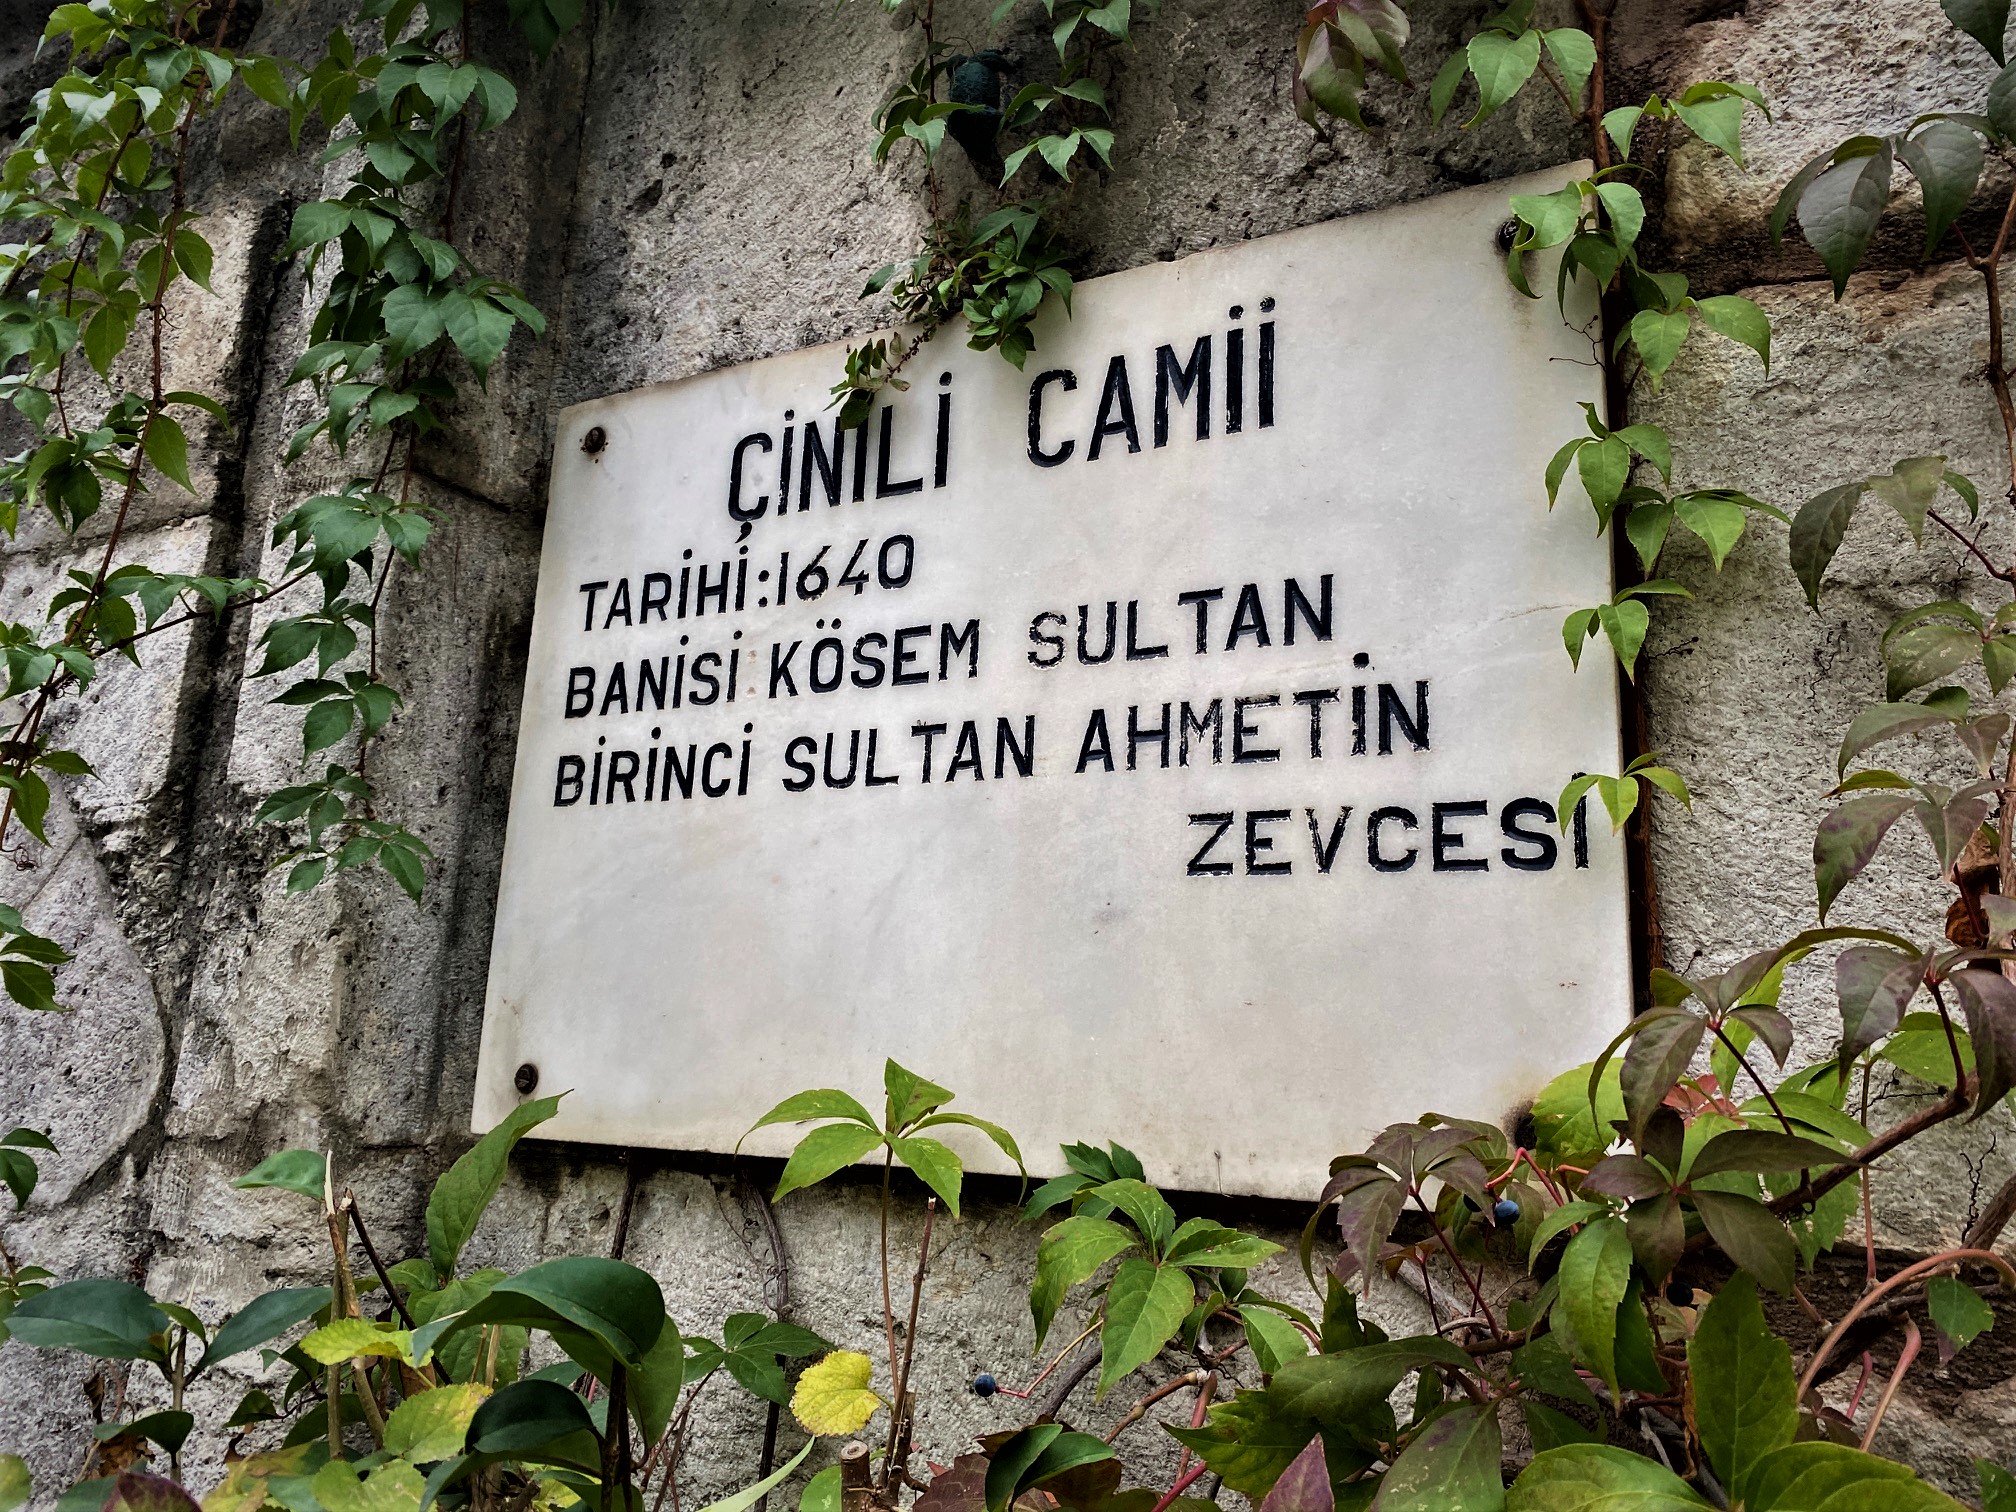 ÇİNİLİ CAMİİ
TARİHİ:1640
BANİSİ KÖSEM SULTAN
BİRİNCİ SULTAN AHMETİN
ZEVCESİ